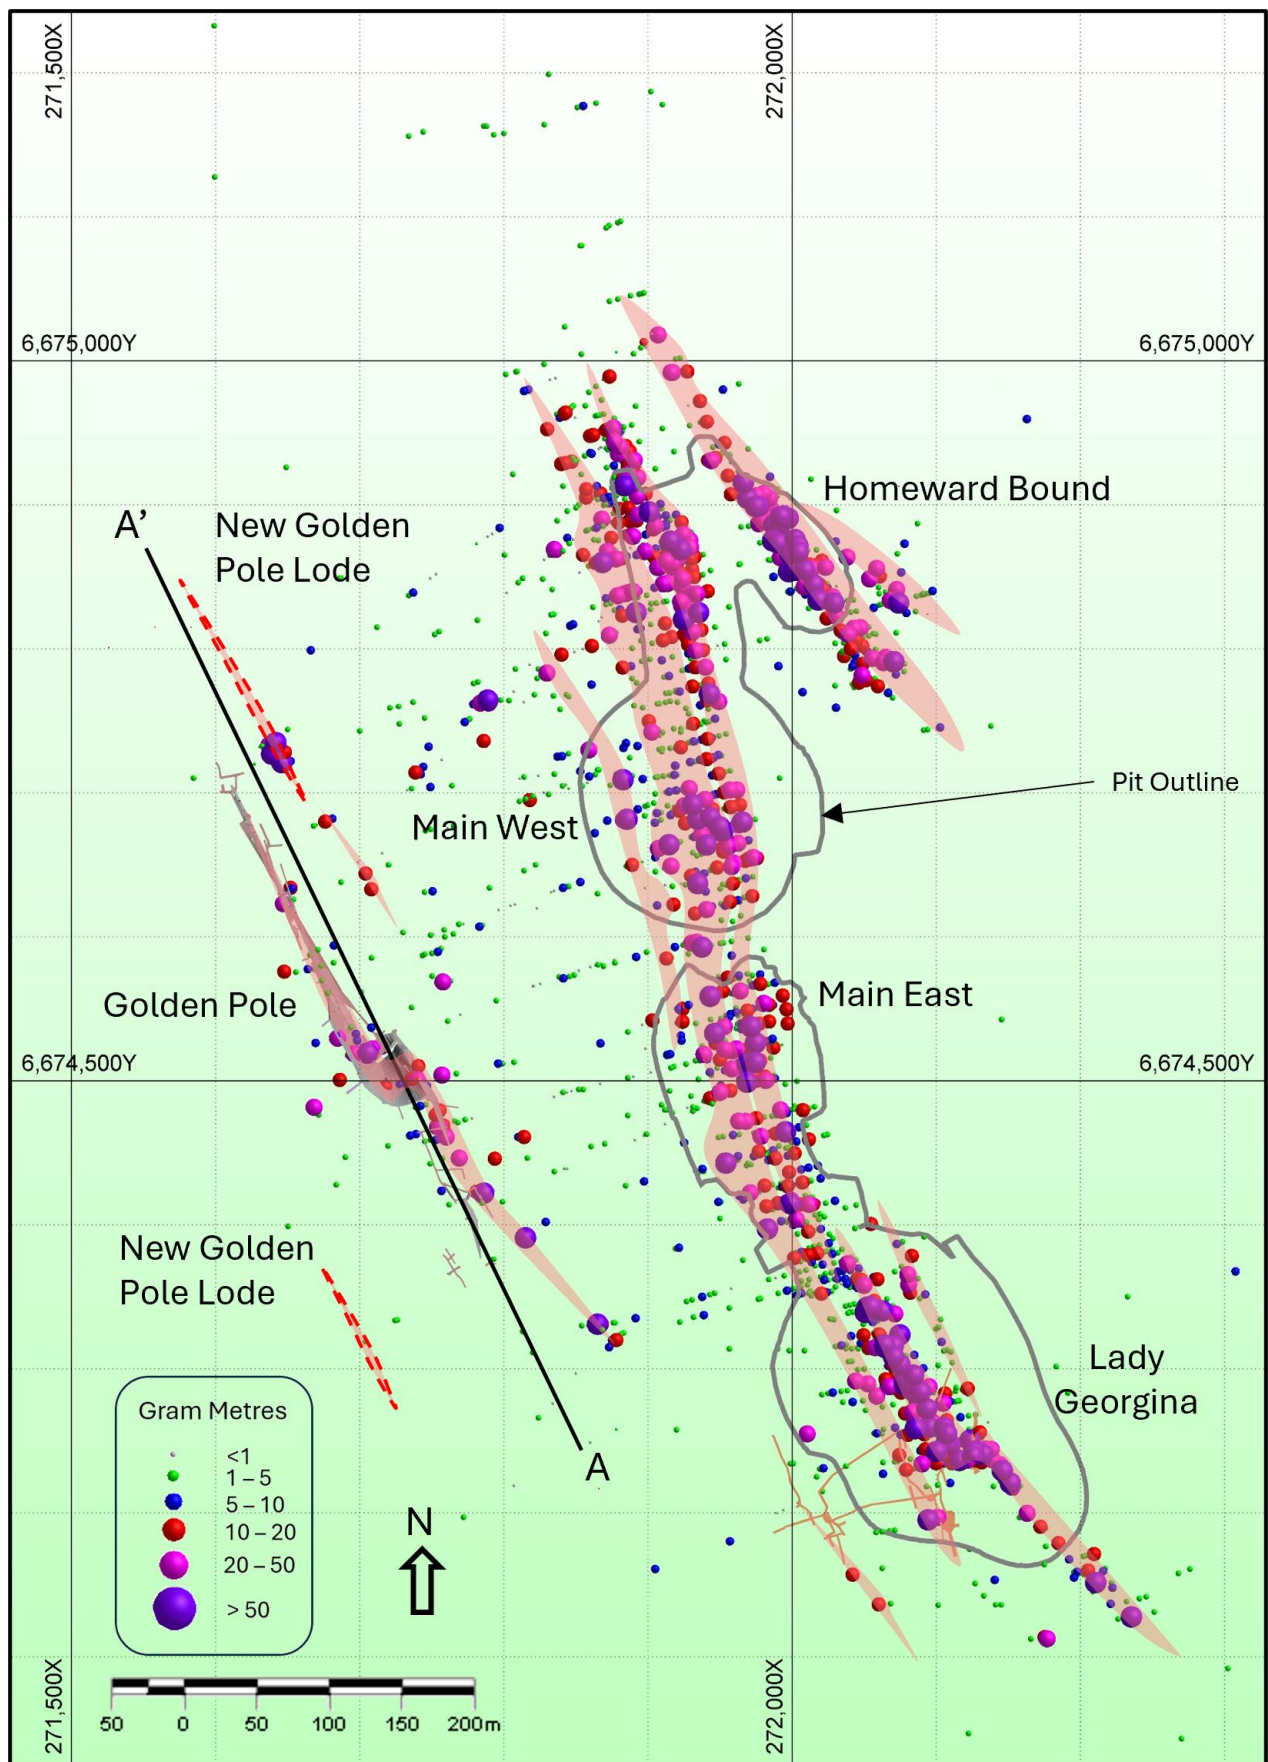 271,500X
272,000X
6,675,000Y
6,675,000Y
Homeward Bound
A’
New Golden
Pole Lode
Pit Outline
Main West
Golden Pole
Main East
6,674,500Y
6,674,500Y
New Golden
Pole Lode
Lady
Georgina
A
Gram Metres
<1
1 – 5
5 – 10
10 – 20
20 – 50
> 50
N
271,500X
272,000X
50 0 50 100 150 200m